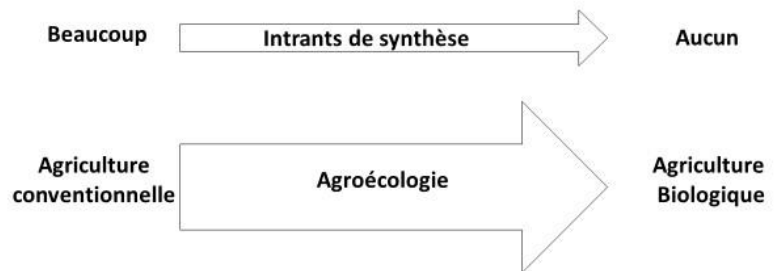 Beaucoup Intrants de synthèse Aucun
Agriculture
conventionnelle
Agroécologie
Agriculture
Biologique